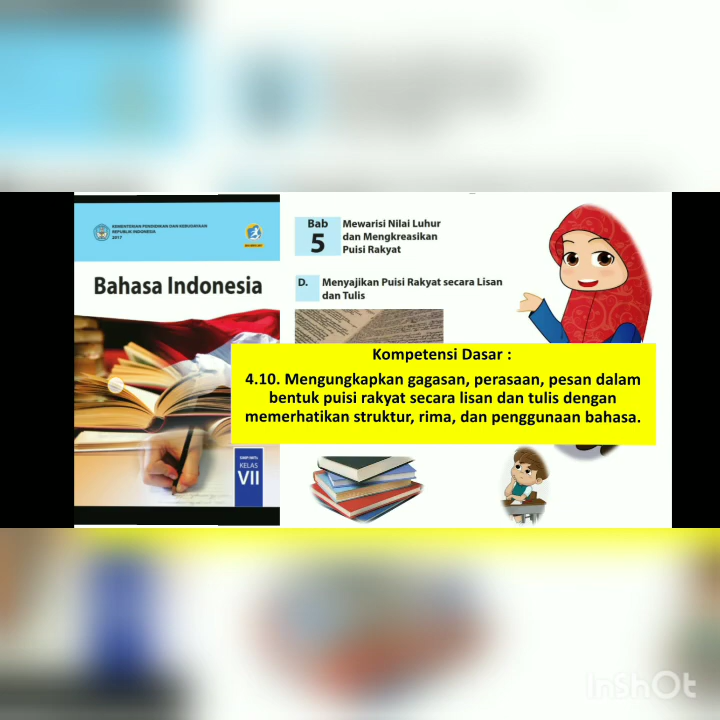 KEMENTERIAN PENDIDIKAN DAN KEBUDAYAAN
REPUBLIK INDONESIA
2017
Bahasa Indonesia
SMP/MTs
KELAS
VII
Bab
5
Mewarisi Nilai Luhur
dan Mengkreasikan
Puisi Rakyat
D.
Menyajikan Puisi Rakyat secara Lisan
dan Tulis
Kompetensi Dasar :
4.10. Mengungkapkan gagasan, perasaan, pesan dalam
bentuk puisi rakyat secara lisan dan tulis dengan
memerhatikan struktur, rima, dan penggunaan bahasa.
InShOt